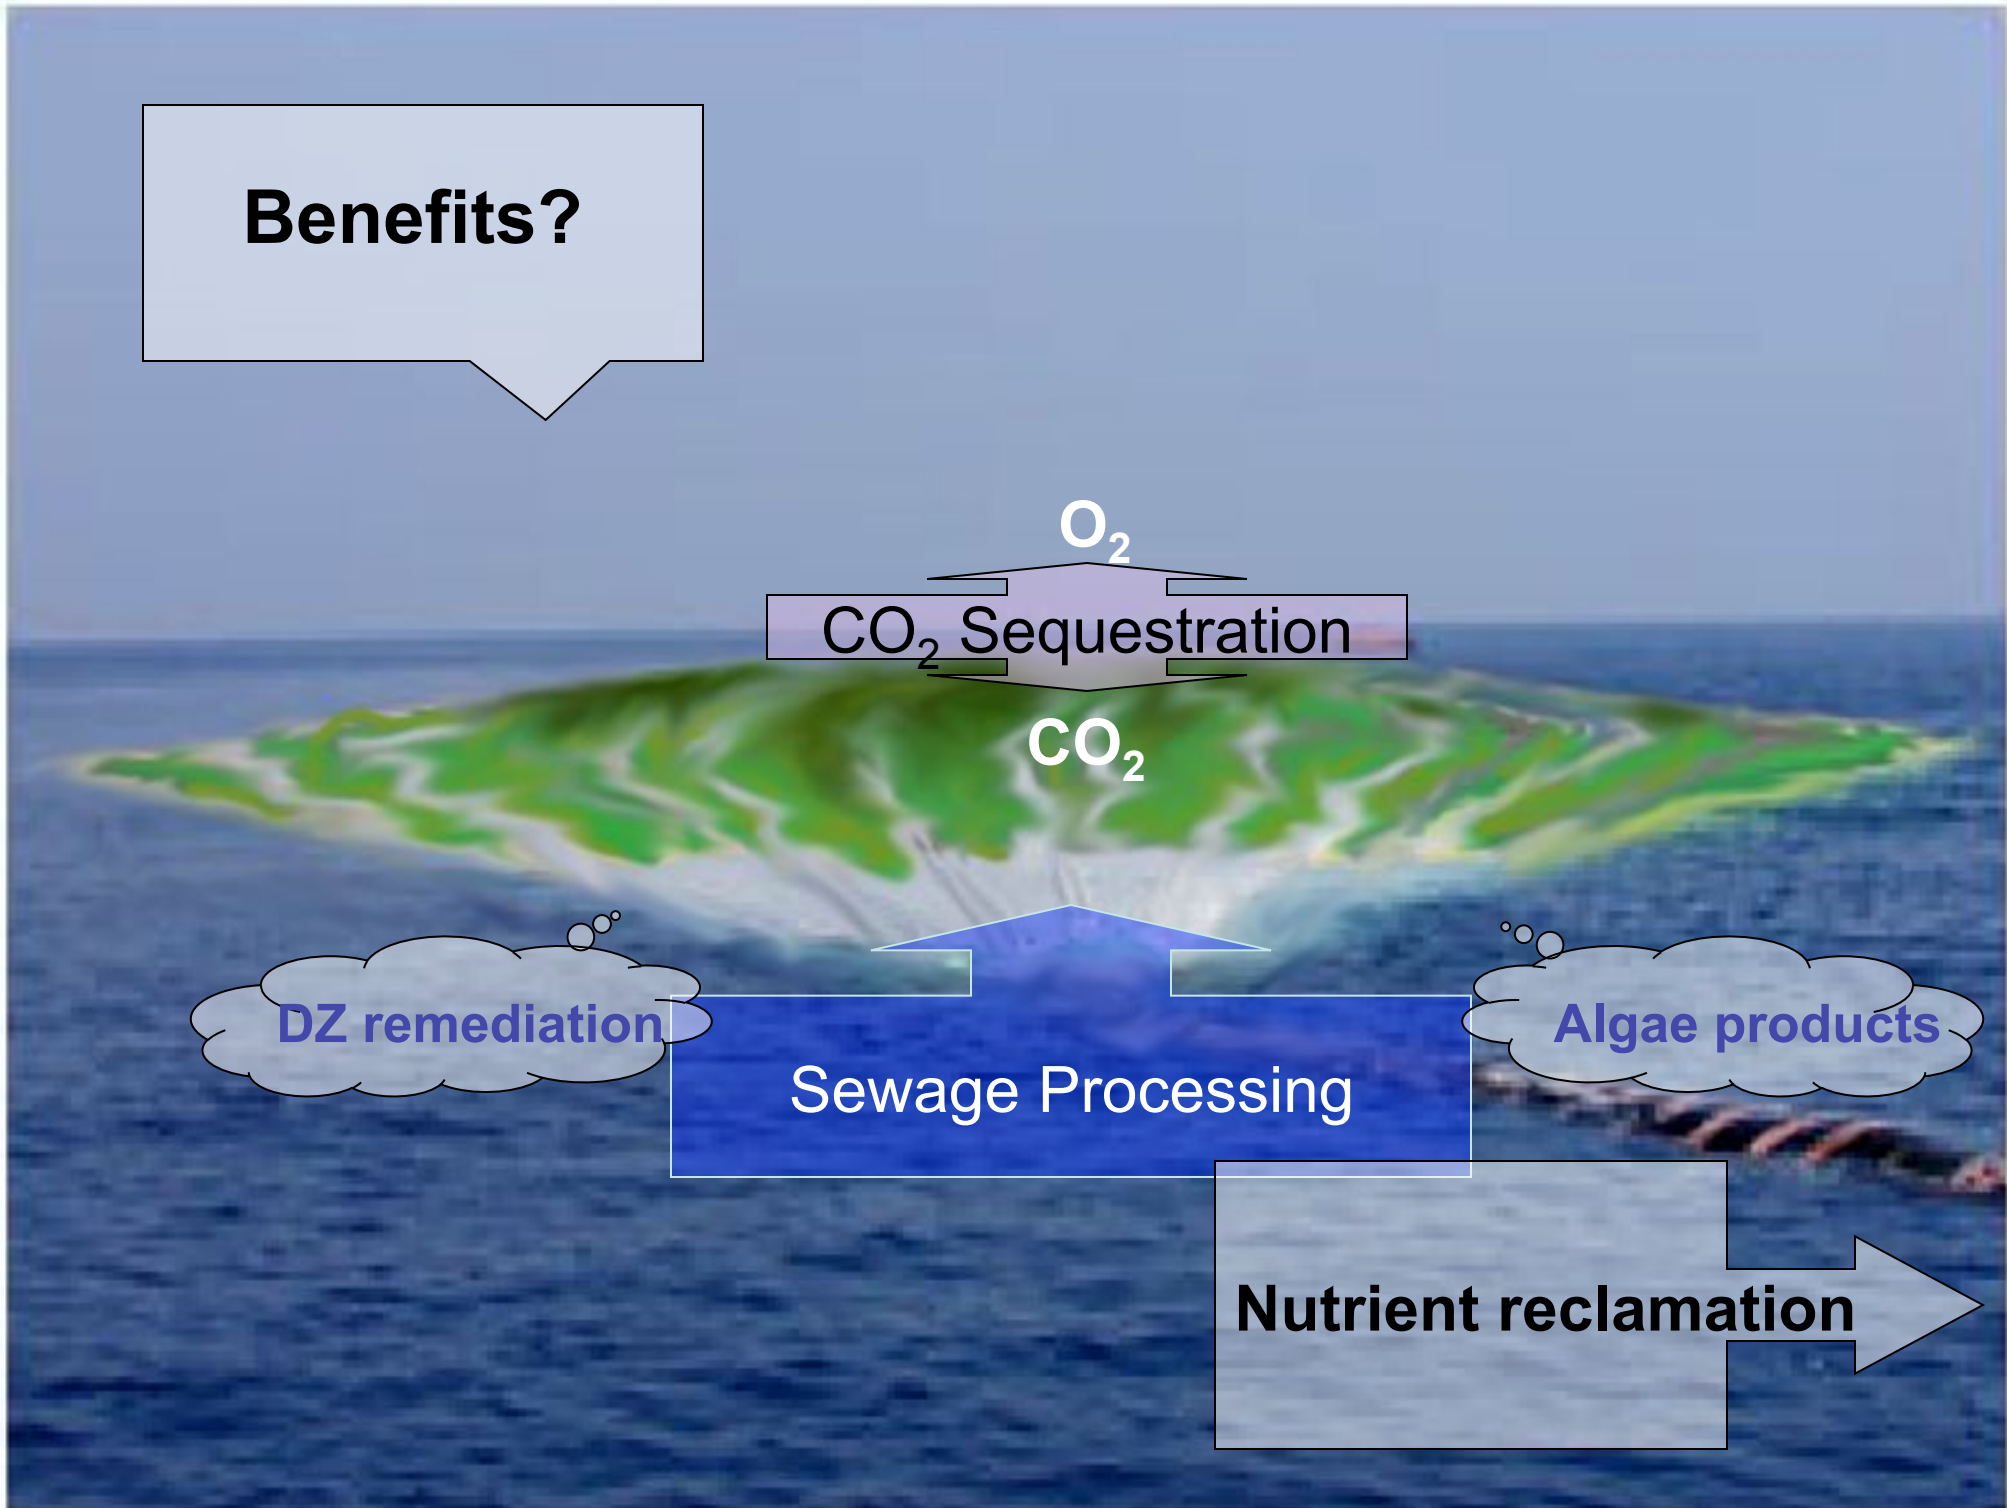 Benefits?
O₂
CO₂ Sequestration
CO₂
DZ remediation
Algae products
Sewage Processing
Nutrient reclamation